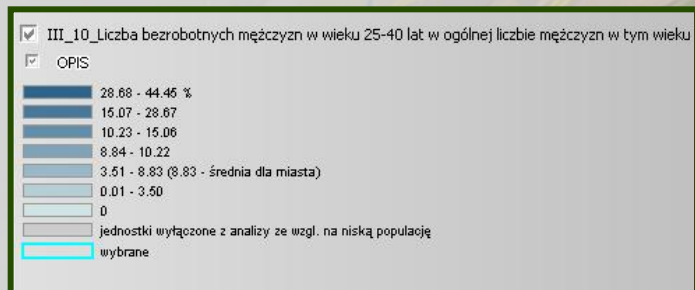 III_10_Liczba bezrobotnych mężczyzn w wieku 25-40 lat w ogólnej liczbie mężczyzn w tym wieku
OPIS
28.68 - 44.45 %
15.07 - 28.67
10.23 - 15.06
8.84 - 10.22
3.51 - 8.83 (8.83 - średnia dla miasta)
0.01 - 3.50
0
jednostki wyłączone z analizy ze wzgl. na niską populację
wybrane